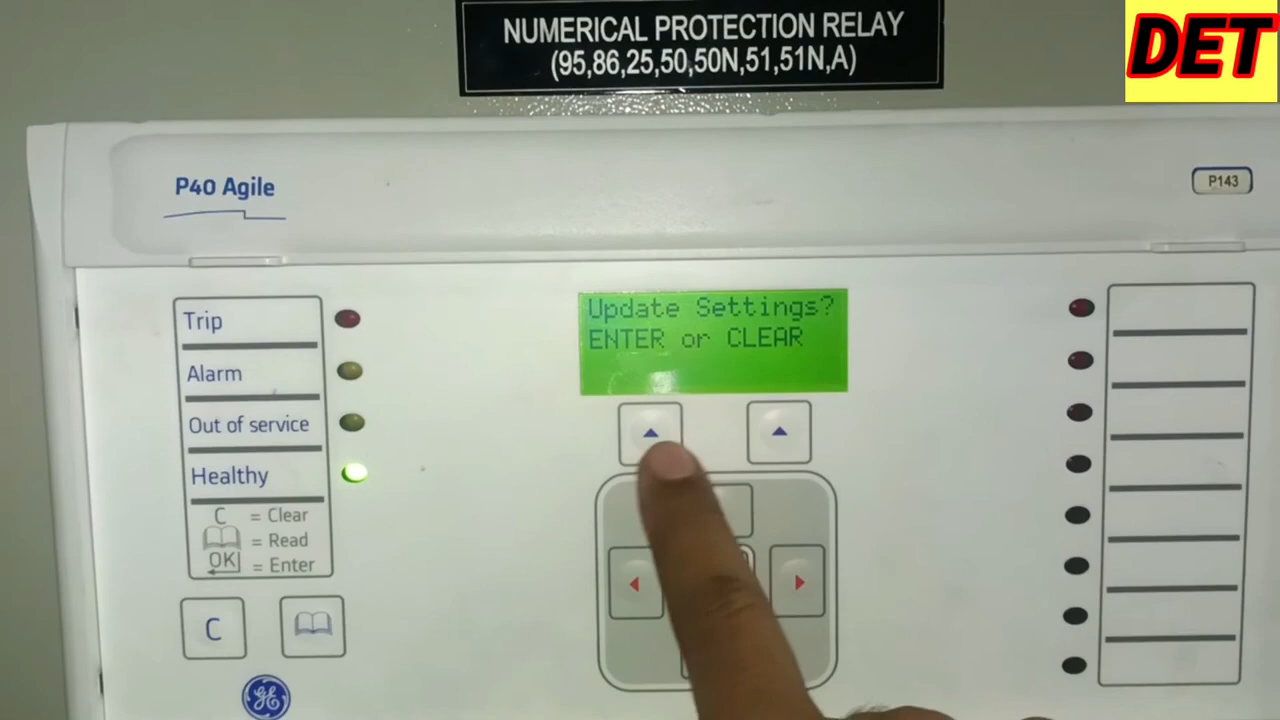 NUMERICAL PROTECTION RELAY
(95,86,25,50,50N,51,51N,A)
DET
P40 Agile
P143
Trip
Alarm
Out of service
Healthy
C = Clear
= Read
OK = Enter
Update Settings?
ENTER or CLEAR
C
GE